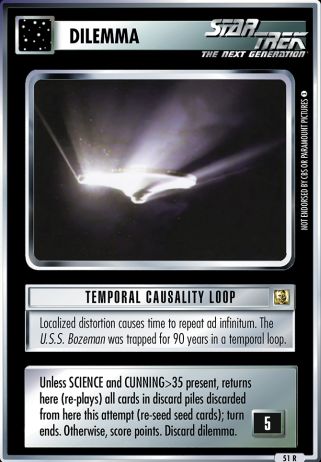 DILEMMA
STAR TREK
THE NEXT GENERATION
NOT ENDORSED BY CBS OR PARAMOUNT PICTURES
TEMPORAL CAUSALITY LOOP
Localized distortion causes time to repeat ad infinitum. The
U.S.S. Bozeman was trapped for 90 years in a temporal loop.
Unless SCIENCE and CUNNING>35 present, returns
here (re-plays) all cards in discard piles discarded
from here this attempt (re-seed seed cards); turn
ends. Otherwise, score points. Discard dilemma.
5
51 R